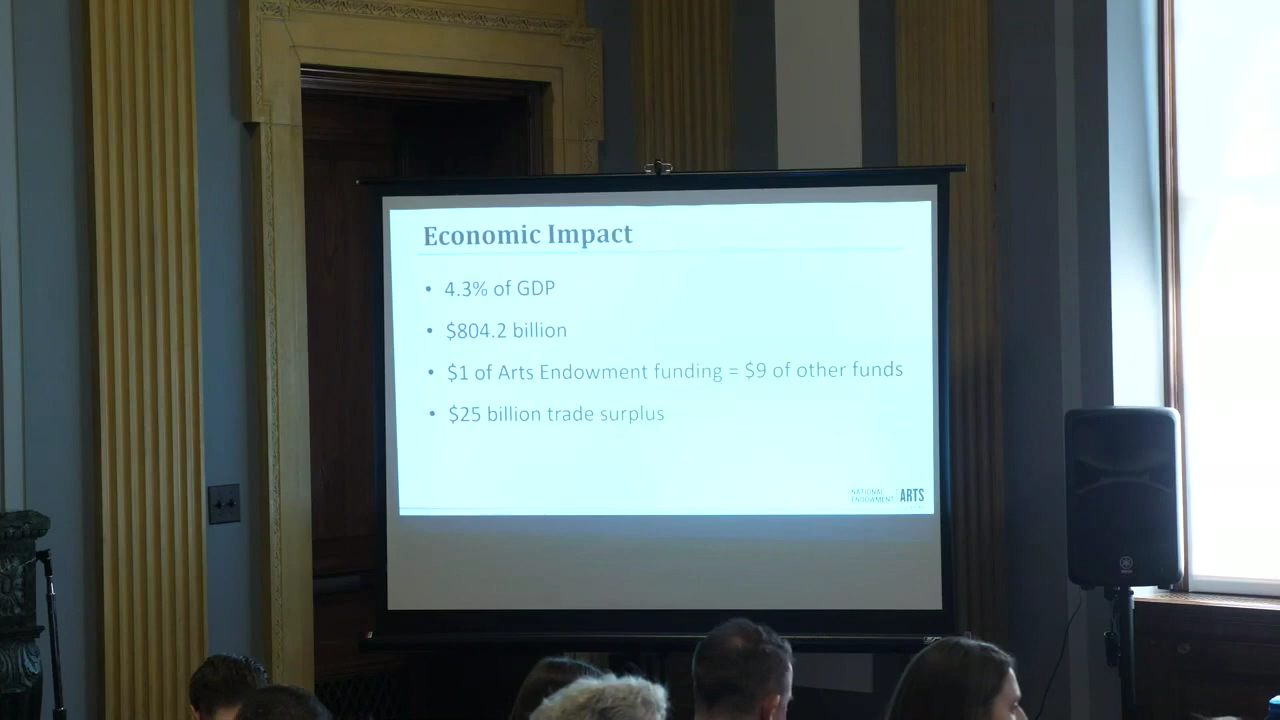 Economic Impact
• 4.3% of GDP
• $804.2 billion
• $1 of Arts Endowment funding = $9 of other funds
• $25 billion trade surplus
NATIONAL
ENDOWMENT
ARTS